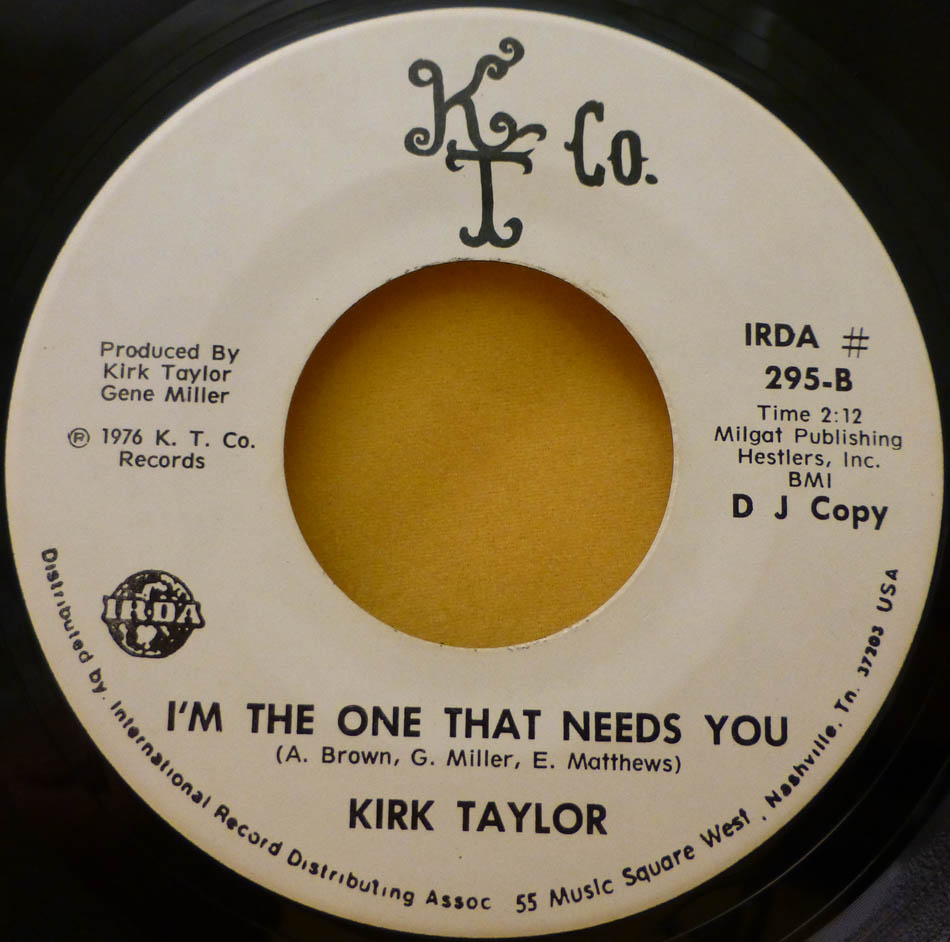 KT Co.
Produced By
Kirk Taylor
Gene Miller
℗ 1976 K. T. Co.
Records
IRDA #
295-B
Time 2:12
Milgat Publishing
Hestlers, Inc.
BMI
D J Copy
IRDA
I'M THE ONE THAT NEEDS YOU
(A. Brown, G. Miller, E. Matthews)
KIRK TAYLOR
Distributed by. International Record Distributing Assoc 55 Music Square West, Nashville. Tn. 37203 USA